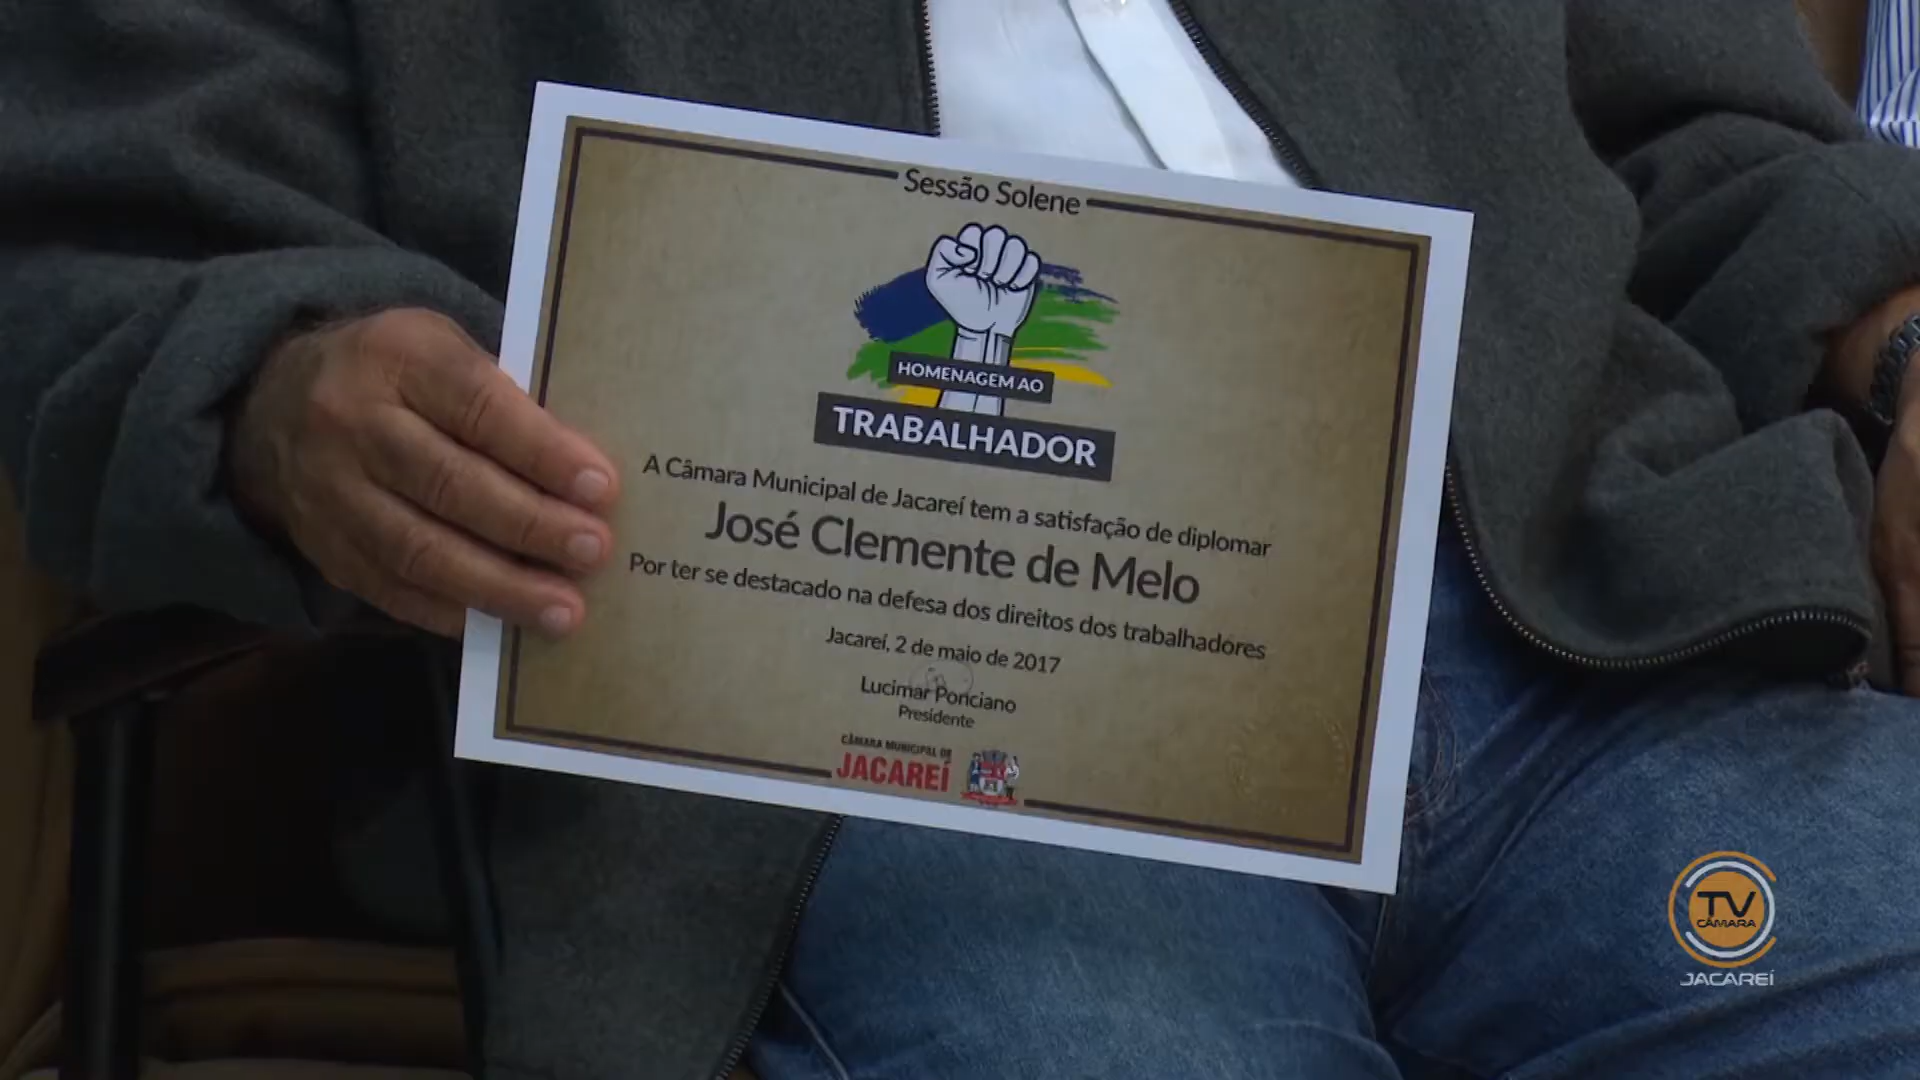 Sessão Solene
HOMENAGEM AO
TRABALHADOR
A Câmara Municipal de Jacareí tem a satisfação de diplomar
José Clemente de Melo
Por ter se destacado na defesa dos direitos dos trabalhadores
Jacareí, 2 de maio de 2017
Lucimar Ponciano
Presidente
CÂMARA MUNICIPAL DE
JACAREÍ
TV
CÂMARA
JACAREÍ